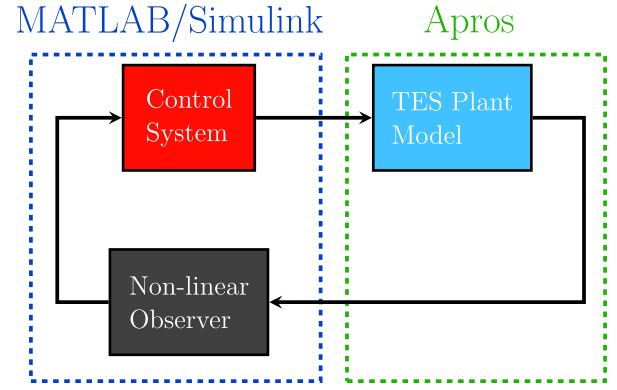 MATLAB/Simulink
Apros
Control
System
TES Plant
Model
Non-linear
Observer